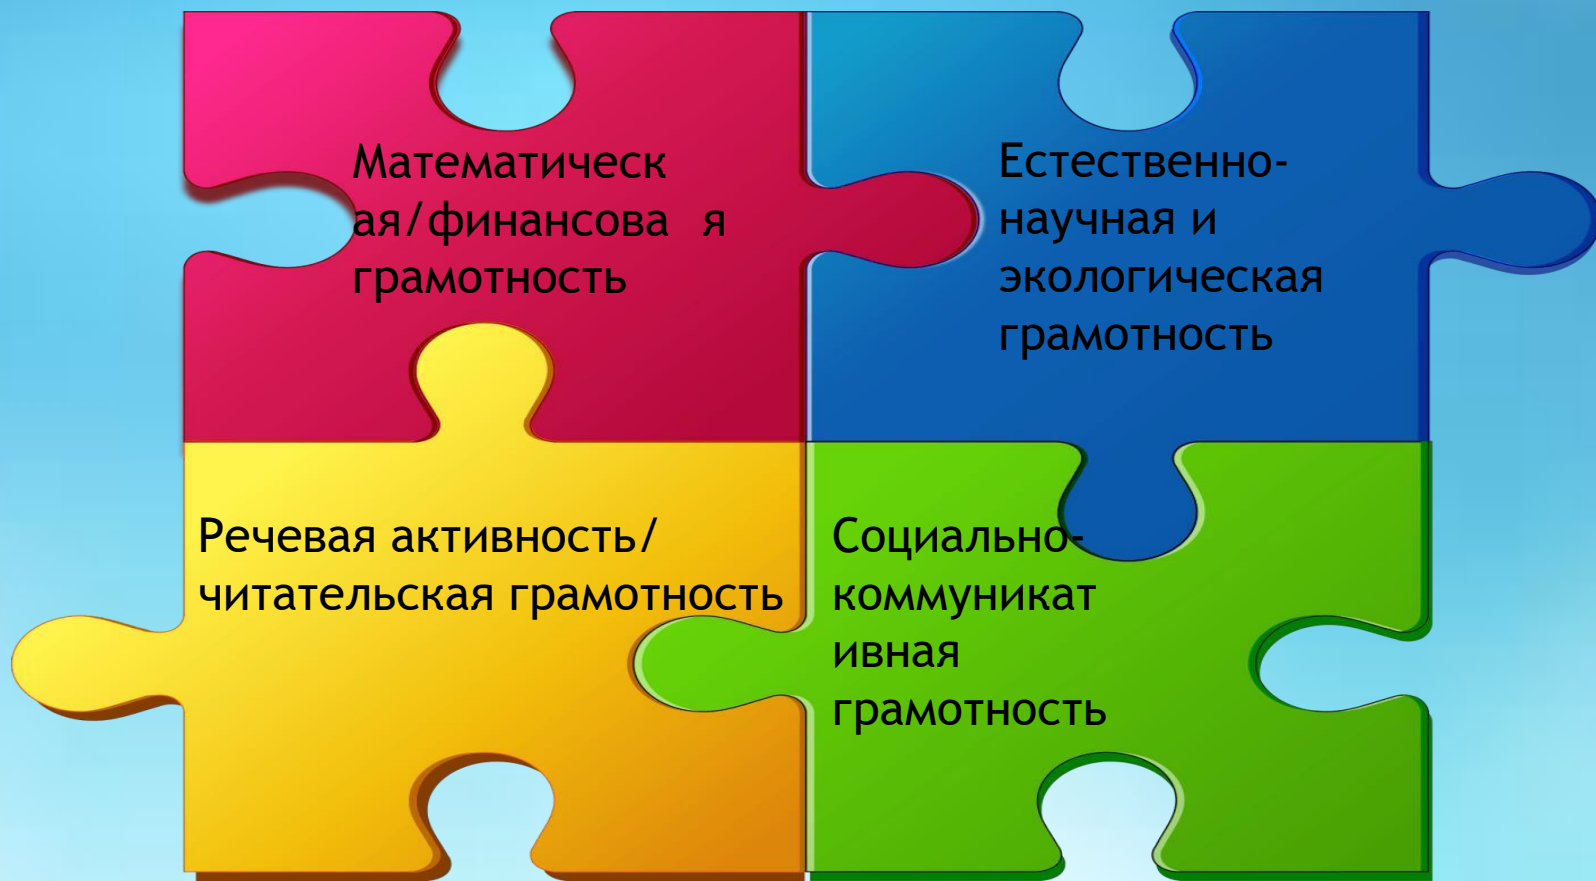 Математическ
ая/финансова я
грамотность
Естественно-
научная и
экологическая
грамотность
Речевая активность/
читательская грамотность
Социально-
коммуникат
ивная
грамотность